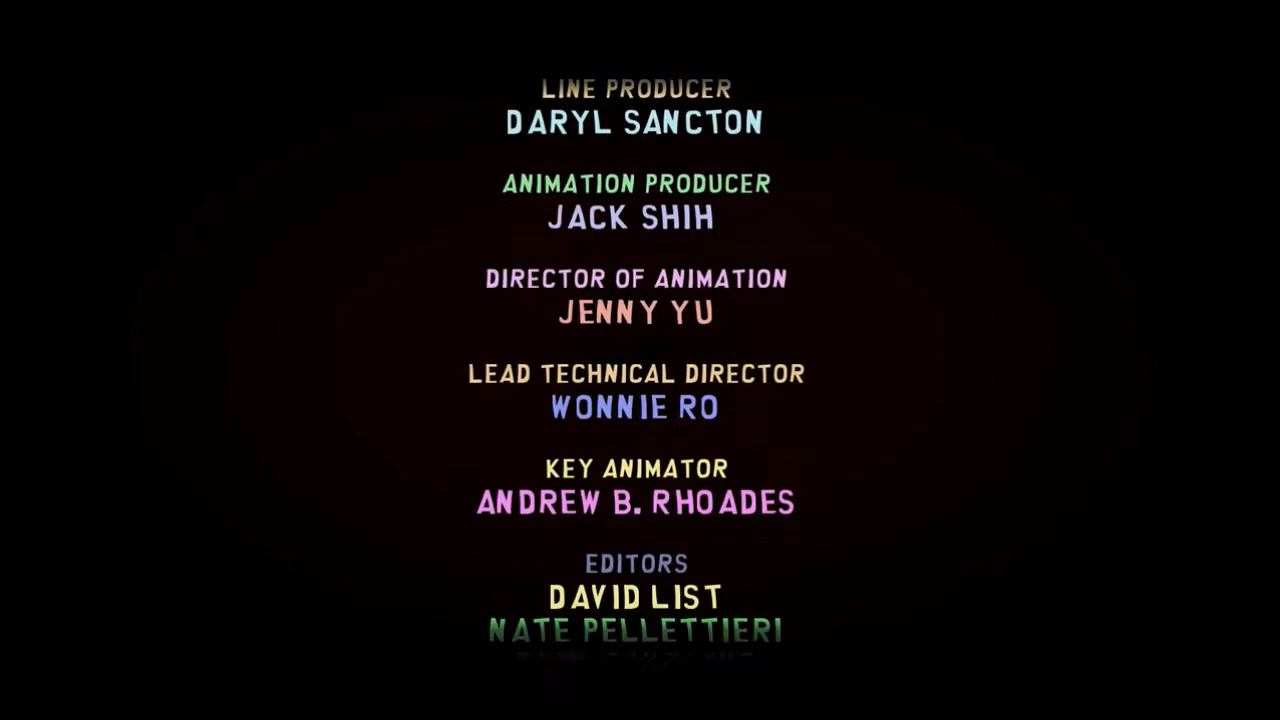 LINE PRODUCER
DARYL SANCTON
ANIMATION PRODUCER
JACK SHIH
DIRECTOR OF ANIMATION
JENNY YU
LEAD TECHNICAL DIRECTOR
WONNIE RO
KEY ANIMATOR
ANDREW B. RHOADES
EDITORS
DAVID LIST
NATE PELLETTIERI